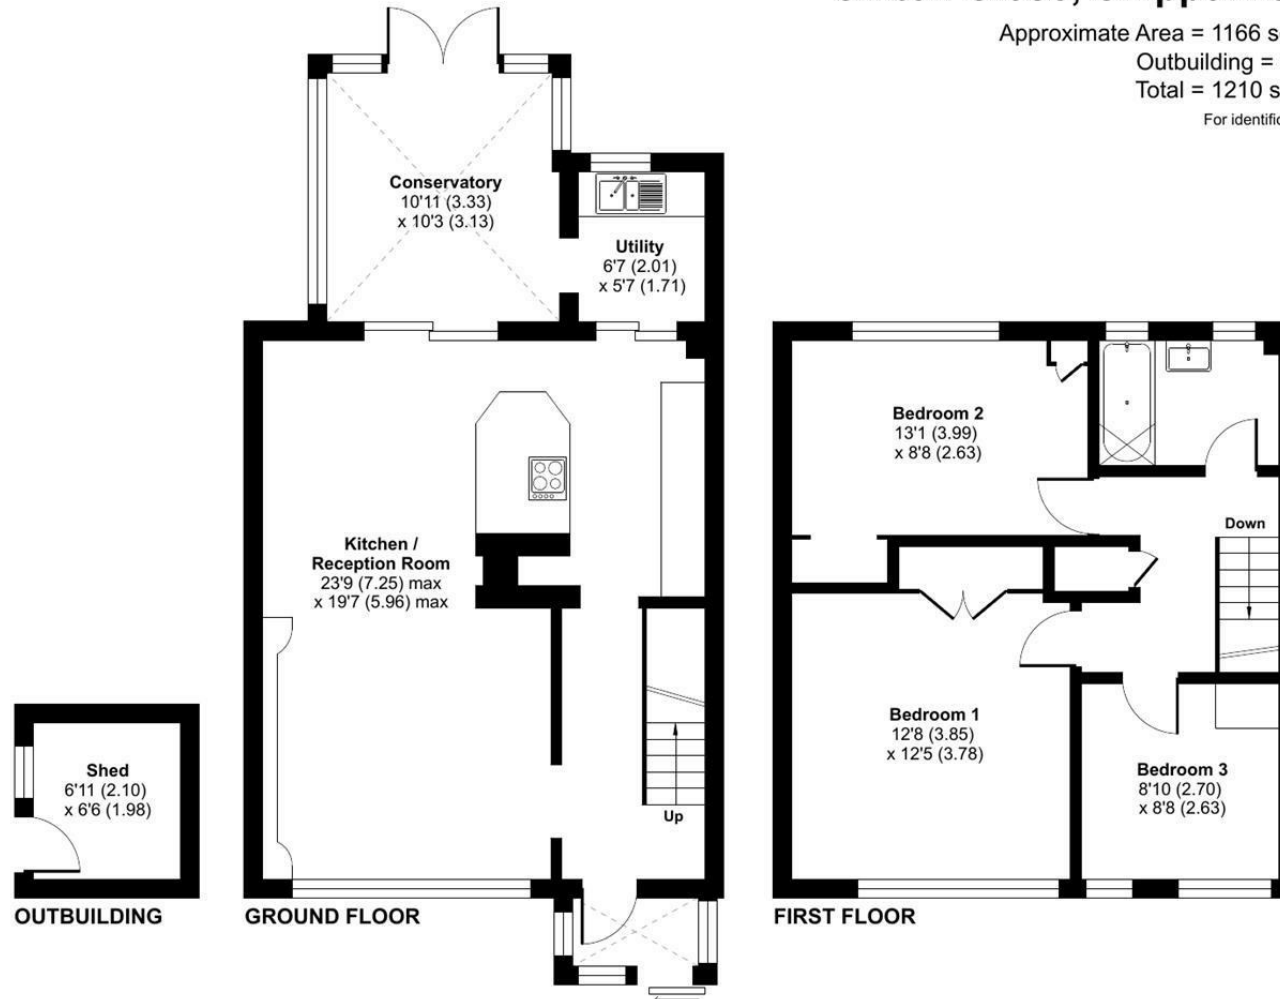 Approximate Area = 1166 s
Outbuilding =
Total = 1210 s
For identific
Conservatory
10'11 (3.33)
x 10'3 (3.13)
Utility
6'7 (2.01)
x 5'7 (1.71)
Kitchen /
Reception Room
23'9 (7.25) max
x 19'7 (5.96) max
Up
Shed
6'11 (2.10)
x 6'6 (1.98)
OUTBUILDING
GROUND FLOOR
Bedroom 2
13'1 (3.99)
x 8'8 (2.63)
Down
Bedroom 1
12'8 (3.85)
x 12'5 (3.78)
Bedroom 3
8'10 (2.70)
x 8'8 (2.63)
FIRST FLOOR